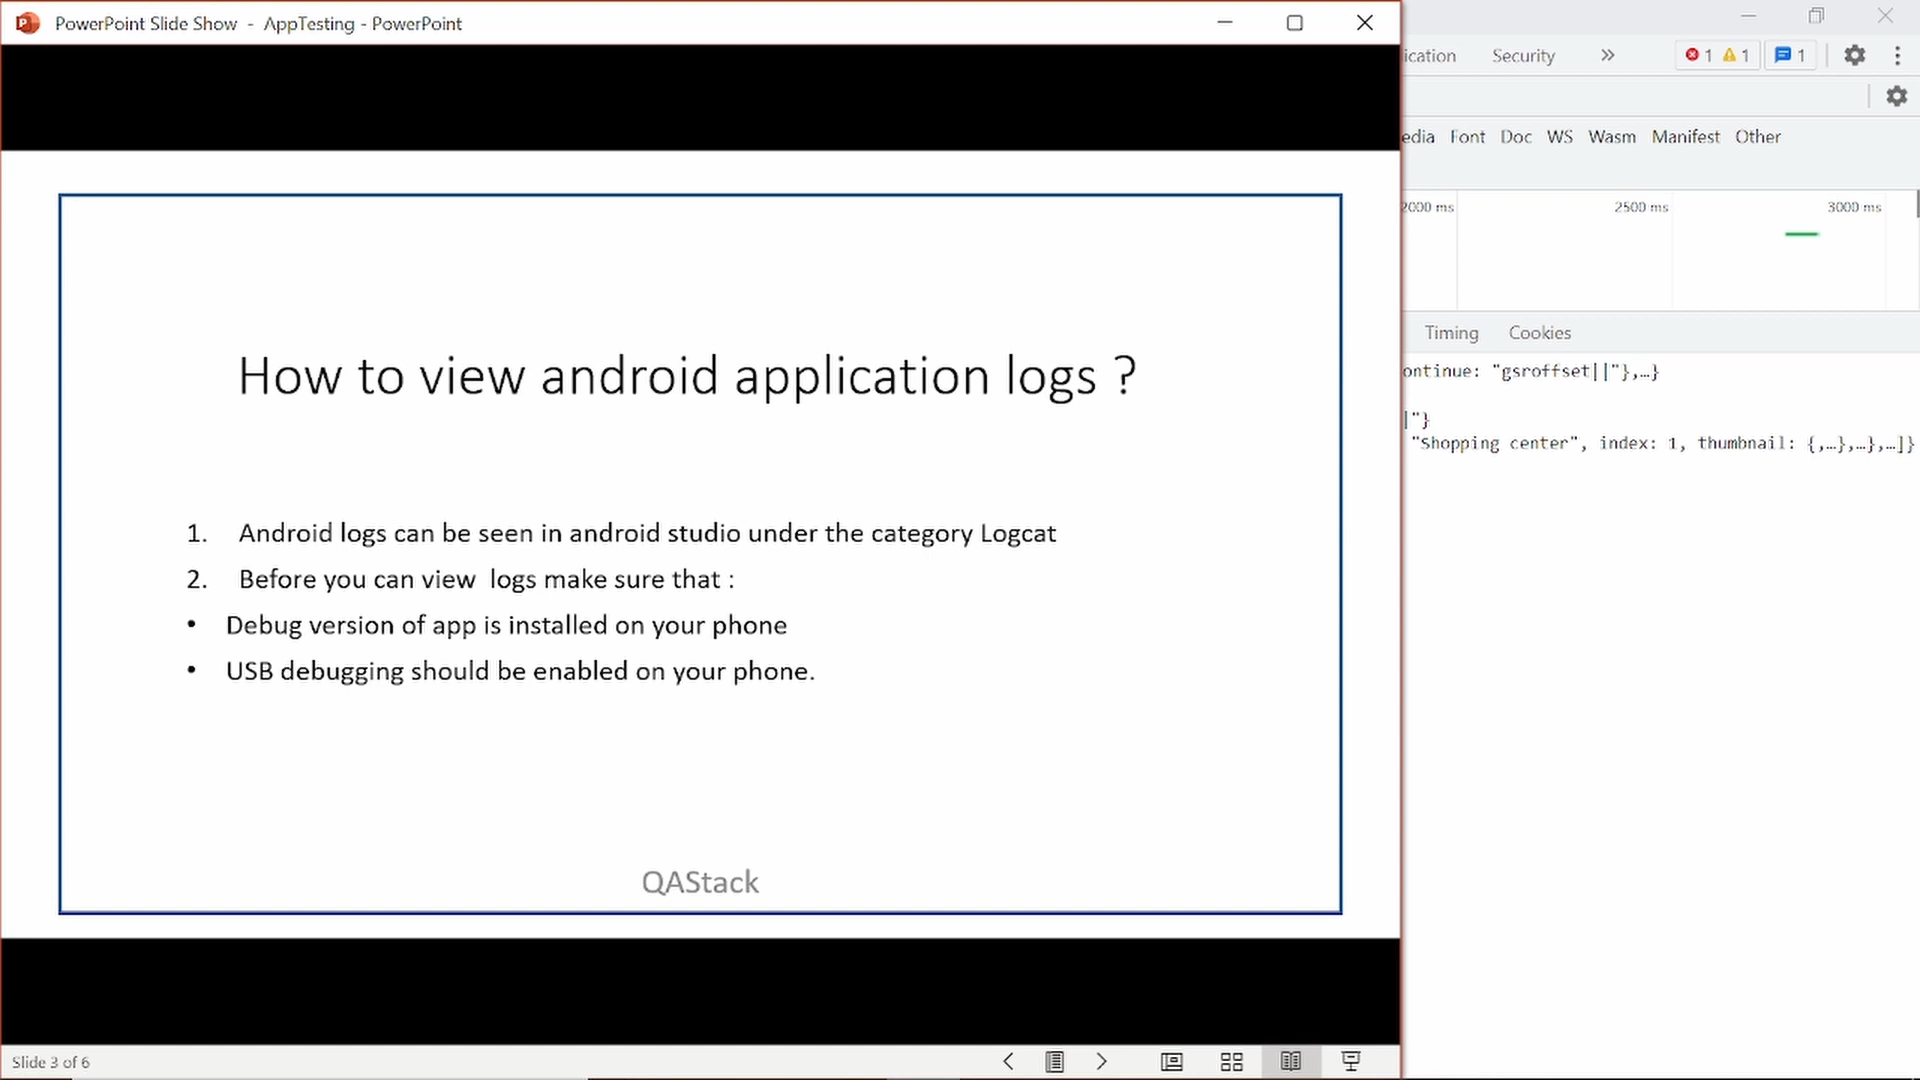 PowerPoint Slide Show - AppTesting - PowerPoint
How to view android application logs ?
1. Android logs can be seen in android studio under the category Logcat
2. Before you can view logs make sure that :
• Debug version of app is installed on your phone
• USB debugging should be enabled on your phone.
QAStack
Slide 3 of 6
ication Security » 1 1 1
edia Font Doc WS Wasm Manifest Other
2000 ms 2500 ms 3000 ms
Timing Cookies
ontinue: "gsroffset||"},…}
|"}
"Shopping center", index: 1, thumbnail: {,…},…},…]}